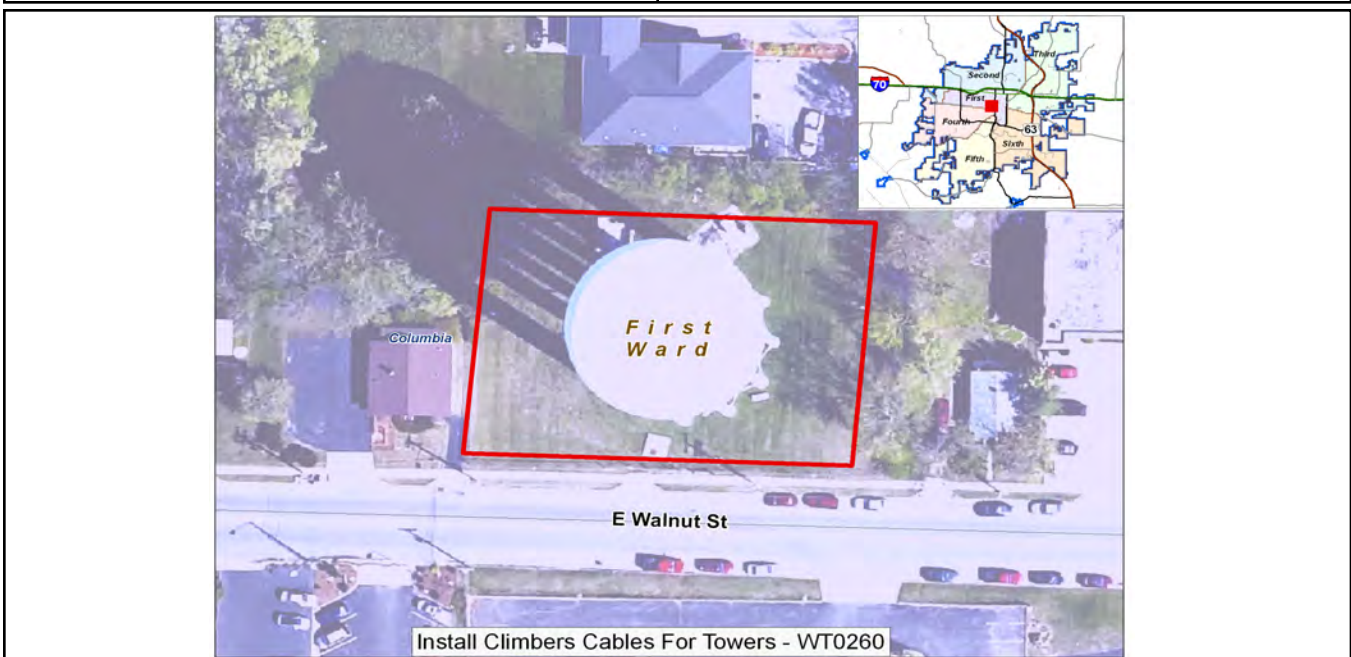 Third
Second
70
First
Fourth
63
Sixth
Fifth
First
Ward
Columbia
E Walnut St
Install Climbers Cables For Towers - WT0260